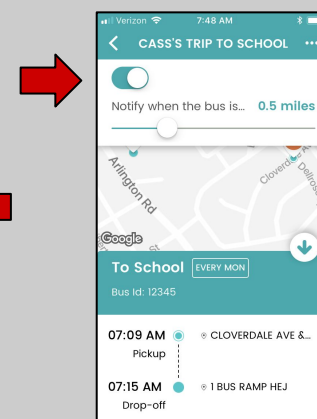 Verizon 7:48 AM
CASS'S TRIP TO SCHOOL
Notify when the bus is... 0.5 miles
Arlington Rd
Cloverdale
Dellrose
Google
To School EVERY MON
Bus Id: 12345
07:09 AM CLOVERDALE AVE &...
Pickup
07:15 AM 1 BUS RAMP HEJ
Drop-off